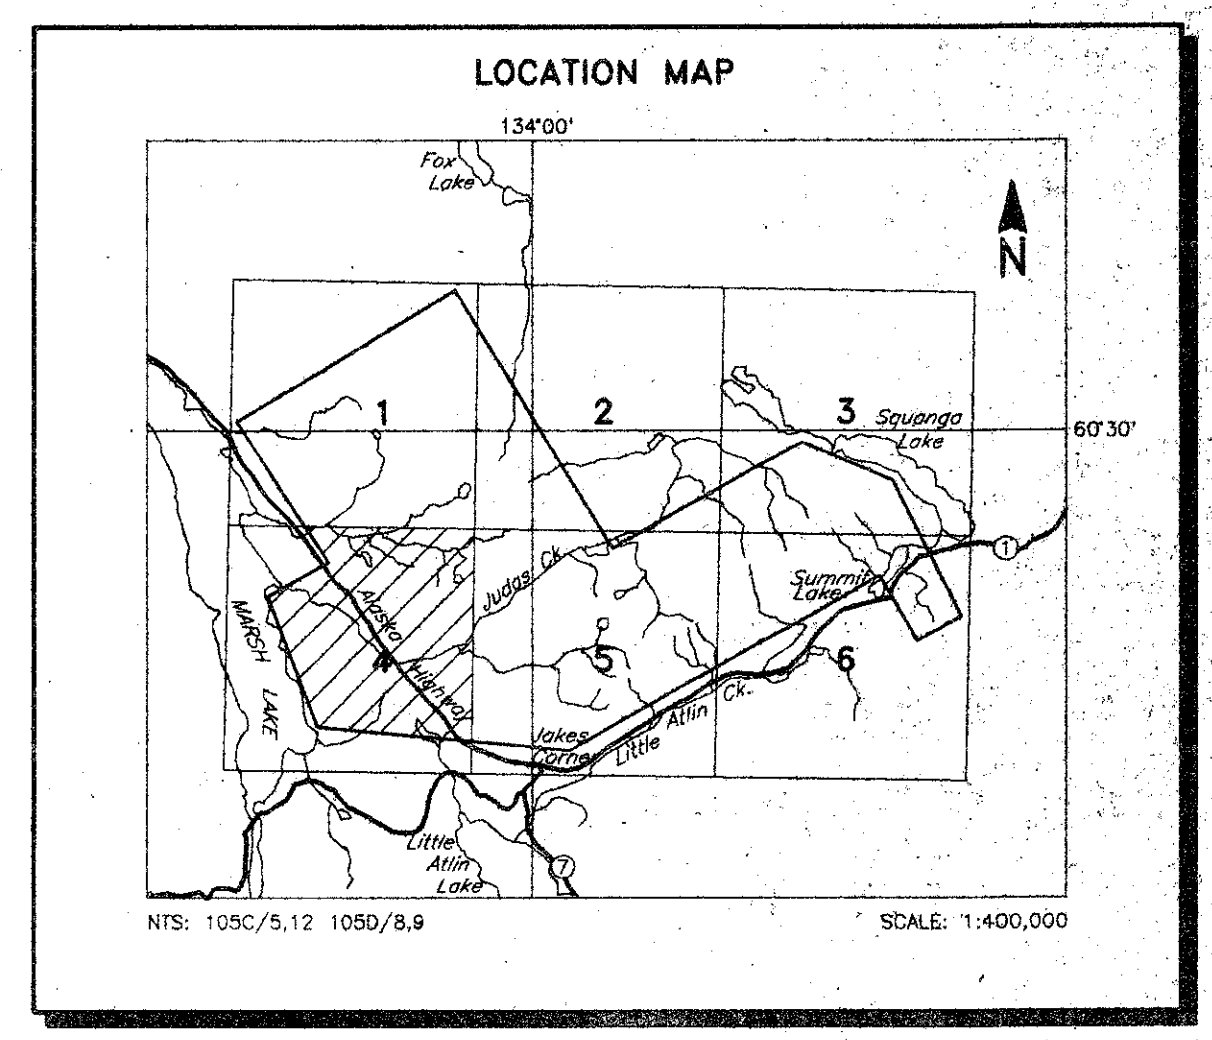 LOCATION MAP
134°00'
Fox
Lake
N
1
2
3
Squanga
Lake
60°30'
1
Judas Ck.
Summit
Lake
Alaska
Highway
MARSH LAKE
4
5
6
Jakes
Corner
Little Atlin Ck.
Little
Atlin
Lake
7
NTS: 105C/5,12 105D/8,9
SCALE: 1:400,000